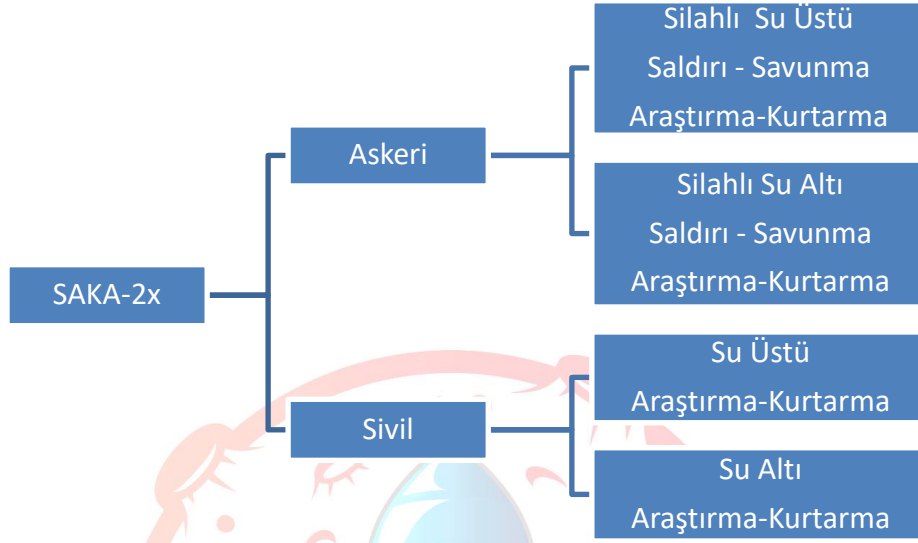 SAKA-2x
Askeri
Silahlı  Su Üstü
Saldırı - Savunma
Araştırma-Kurtarma
Silahlı Su Altı
Saldırı - Savunma
Araştırma-Kurtarma
Sivil
Su Üstü
Araştırma-Kurtarma
Su Altı
Araştırma-Kurtarma